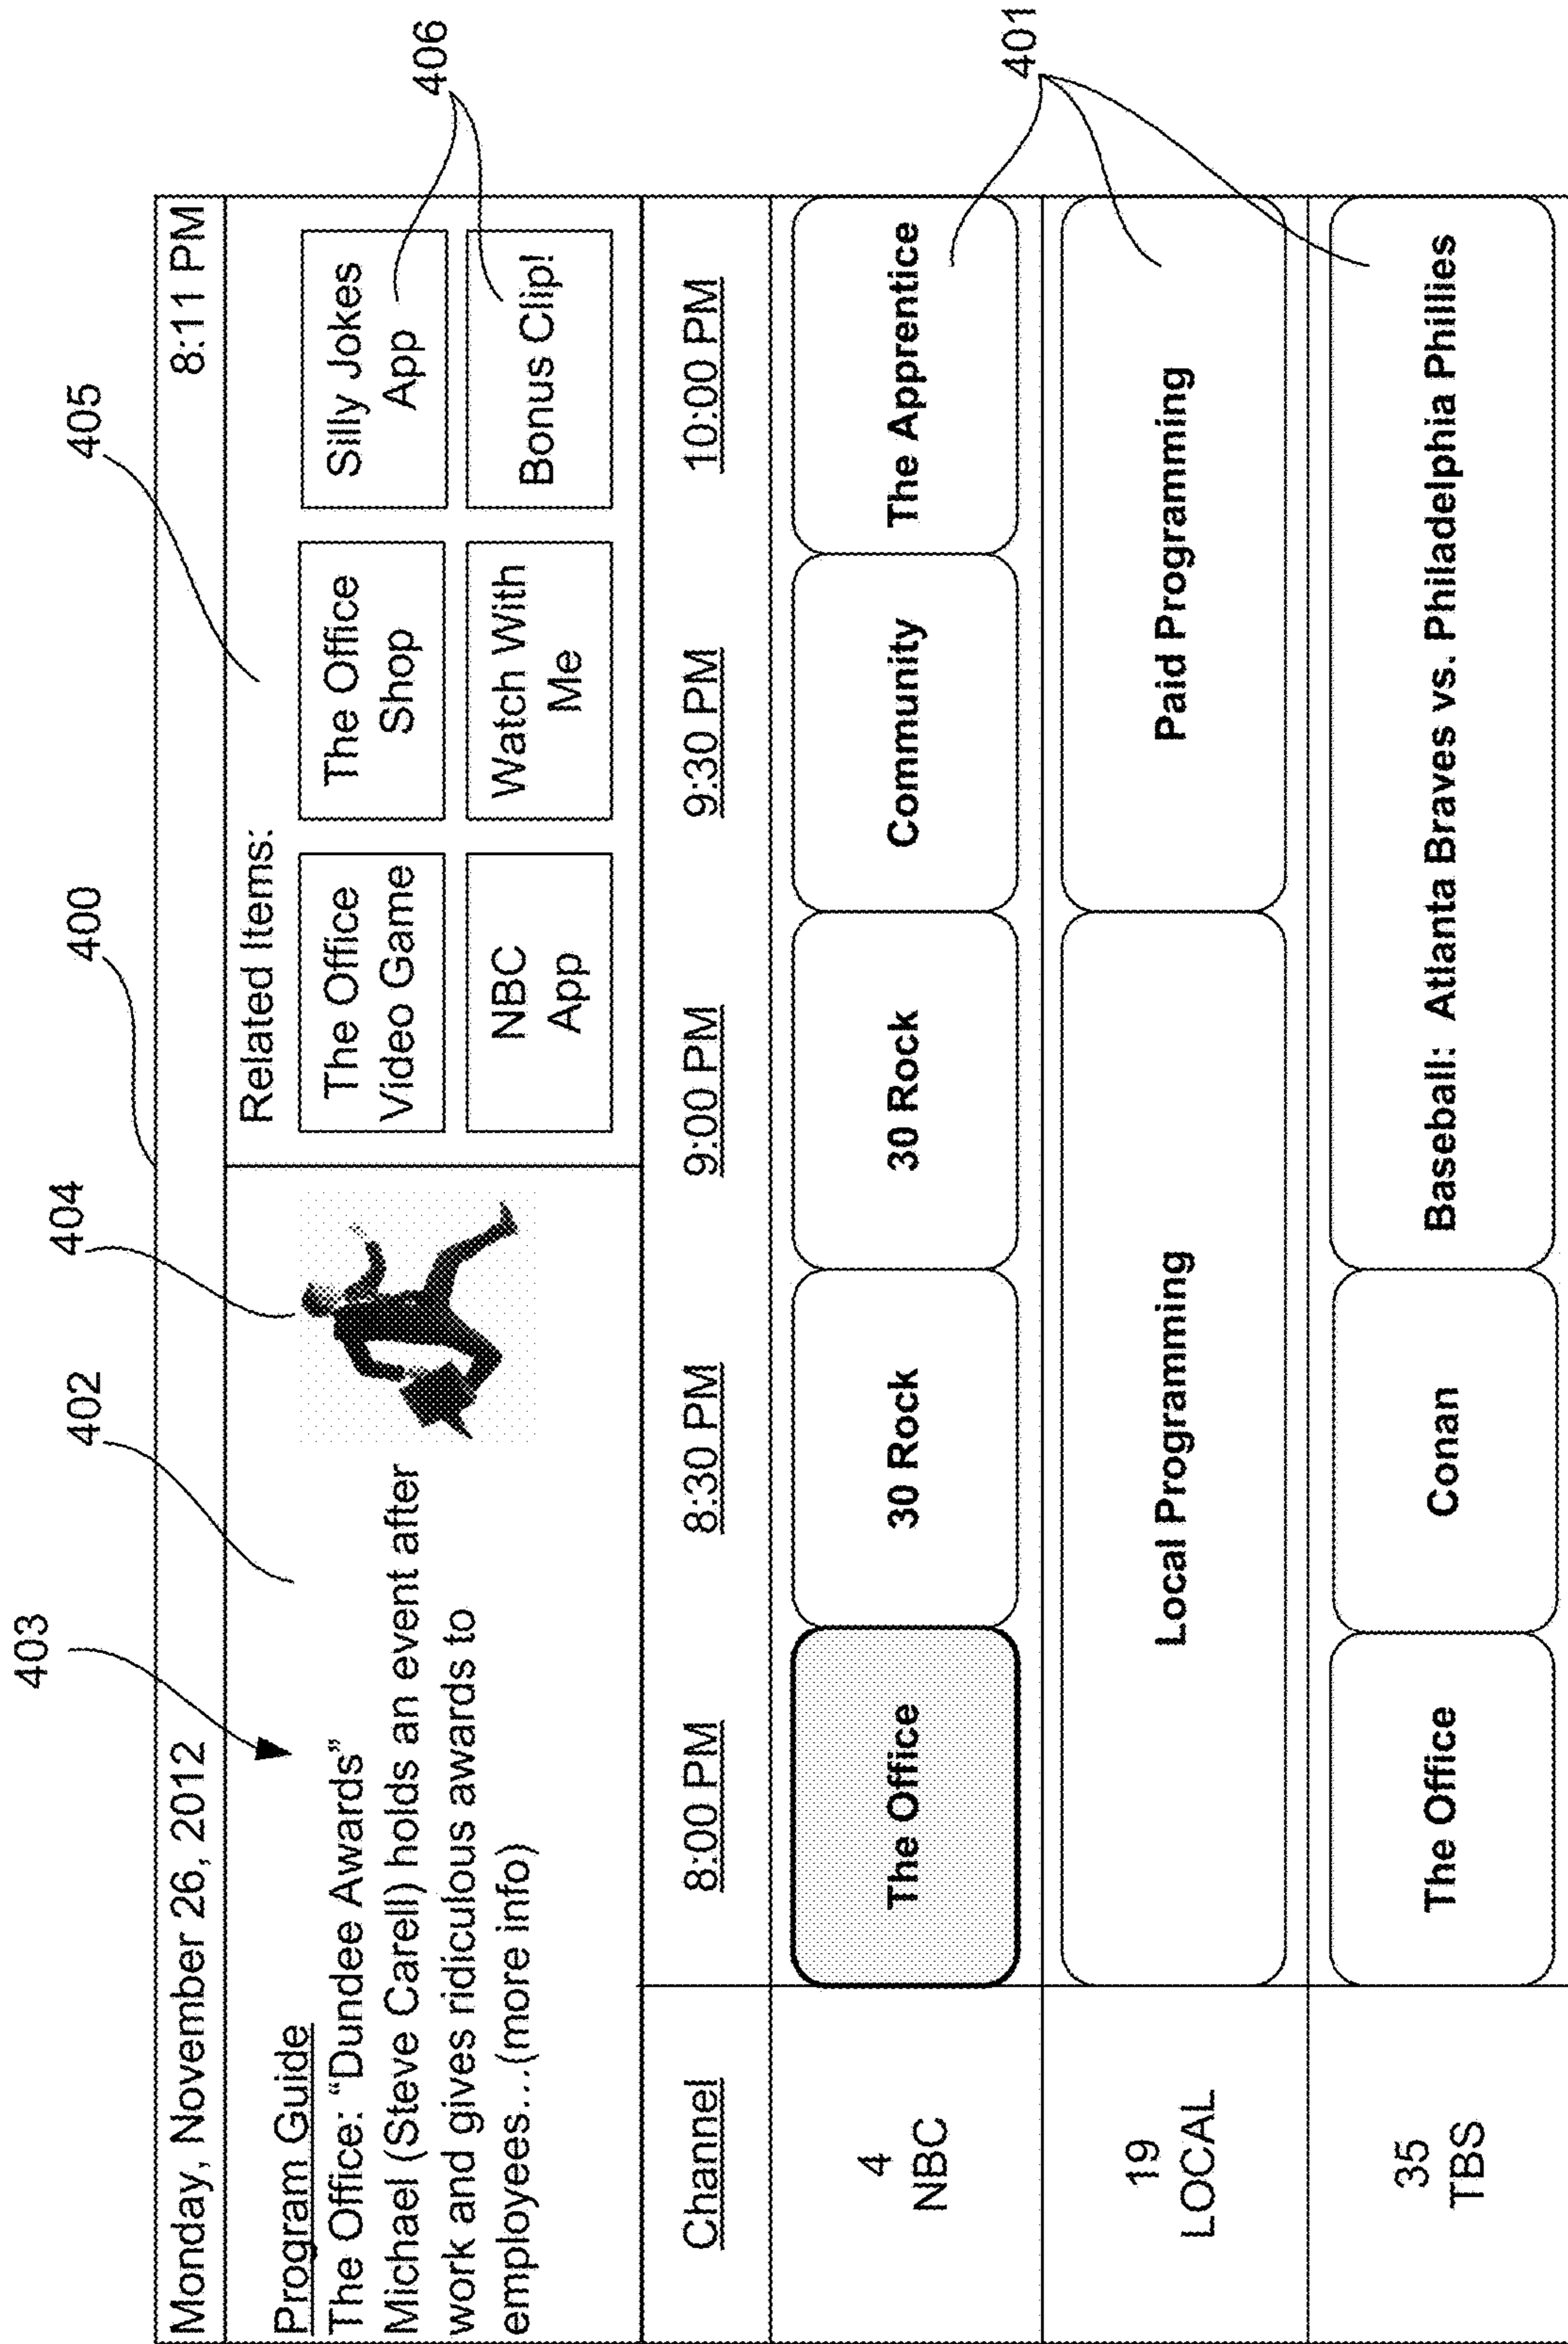 403
402
404
400
405
406
401
Monday, November 26, 2012
8:11 PM
Program Guide
The Office: “Dundee Awards”
Michael (Steve Carell) holds an event after
work and gives ridiculous awards to
employees…(more info)
Related Items:
The Office
Video Game
The Office
Shop
Silly Jokes
App
NBC
App
Watch With
Me
Bonus Clip!
Channel
8:00 PM
8:30 PM
9:00 PM
9:30 PM
10:00 PM
4
NBC
The Office
30 Rock
30 Rock
Community
The Apprentice
19
LOCAL
Local Programming
Paid Programming
35
TBS
The Office
Conan
Baseball: Atlanta Braves vs. Philadelphia Phillies